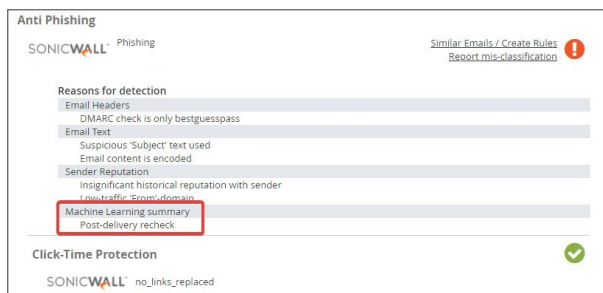 Anti Phishing
SONICWALL Phishing
Similar Emails / Create Rules
Report mis-classification
Reasons for detection
Email Headers
DMARC check is only bestguesspass
Email Text
Suspicious 'Subject' text used
Email content is encoded
Sender Reputation
Insignificant historical reputation with sender
Low-traffic 'From'-domain
Machine Learning summary
Post-delivery recheck
Click-Time Protection
SONICWALL no_links_replaced